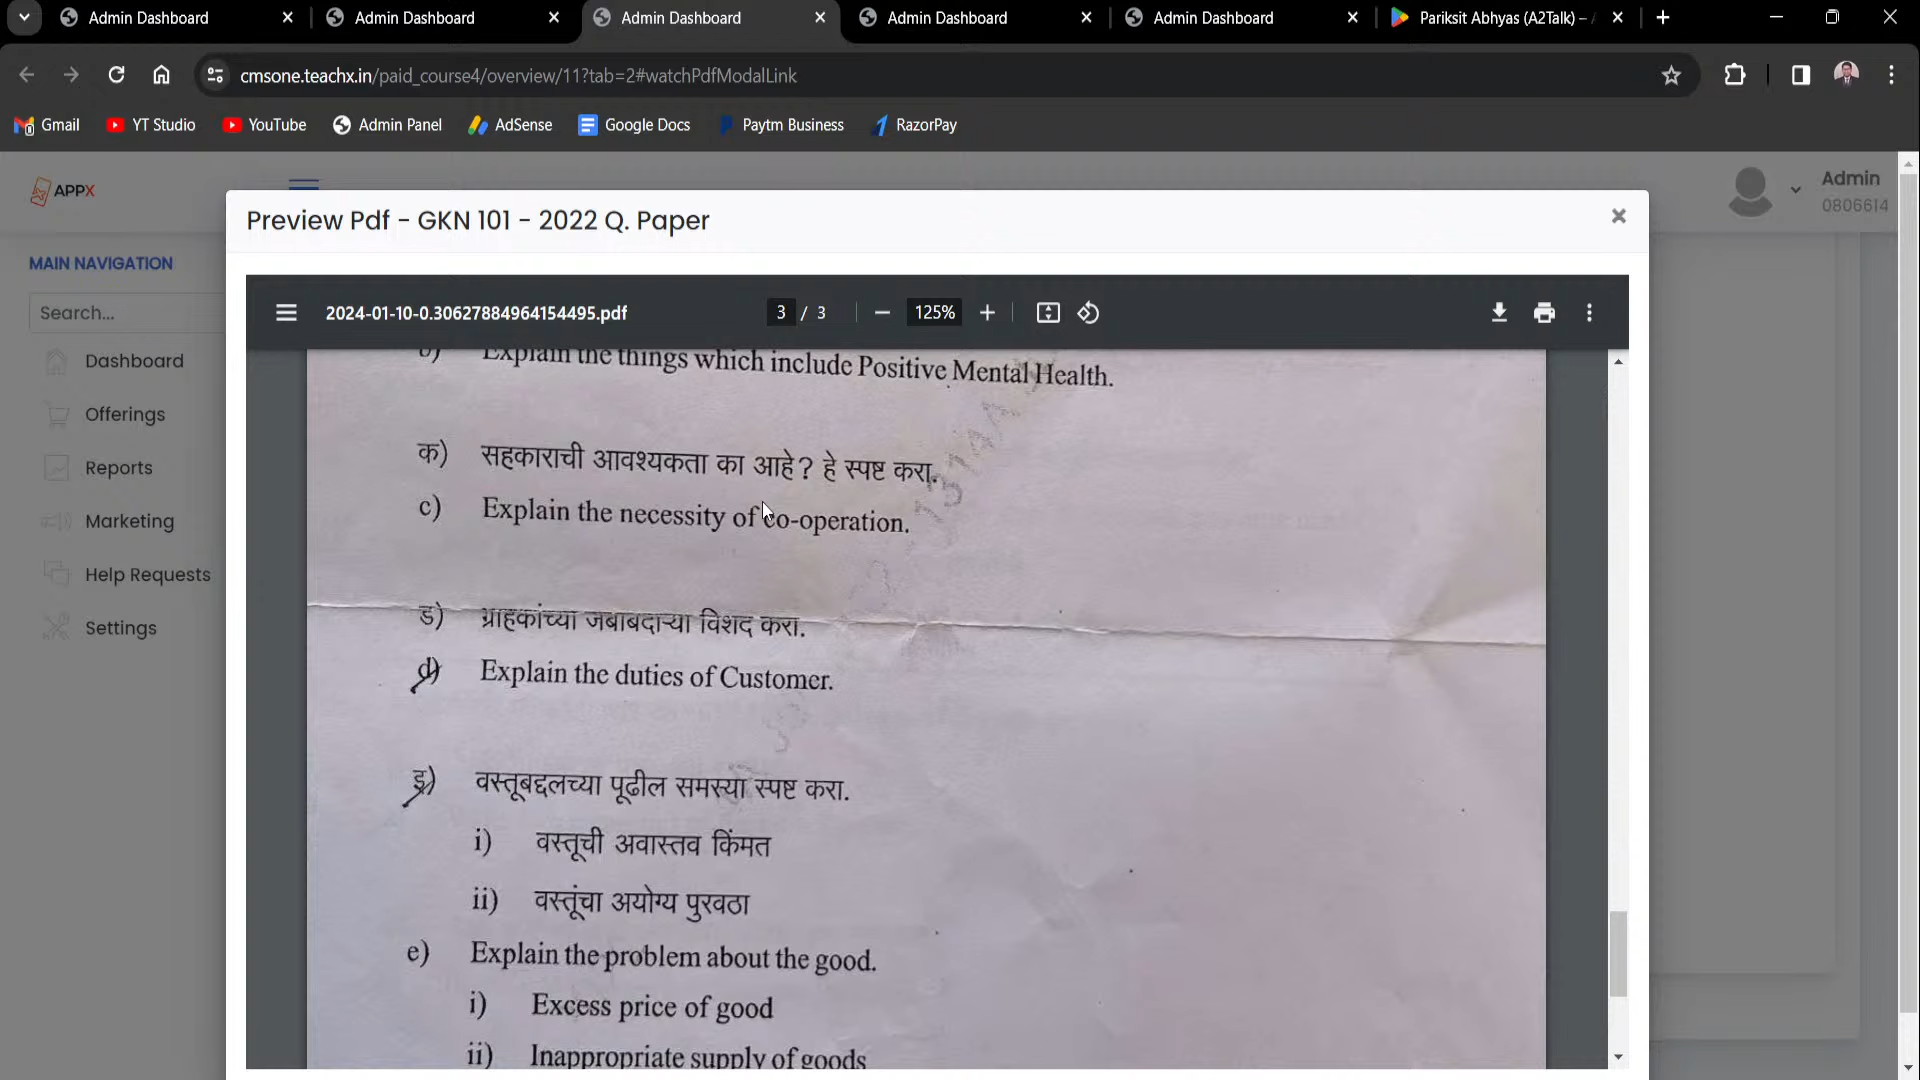 Admin Dashboard
Admin Dashboard
Admin Dashboard
Admin Dashboard
Admin Dashboard
Pariksit Abhyas (A2Talk) –
cmsone.teachx.in/paid_course4/overview/11?tab=2#watchPdfModalLink
Gmail
YT Studio
YouTube
Admin Panel
AdSense
Google Docs
Paytm Business
RazorPay
APPX
Admin
0806614
Preview Pdf - GKN 101 - 2022 Q. Paper
MAIN NAVIGATION
Search...
Dashboard
Offerings
Reports
Marketing
Help Requests
Settings
2024-01-10-0.30627884964154495.pdf
3 / 3
125%
b) Explain the things which include Positive Mental Health.
क) सहकाराची आवश्यकता का आहे? हे स्पष्ट करा.
c) Explain the necessity of co-operation.
ड) ग्राहकांच्या जबाबदाऱ्या विशद करा.
d) Explain the duties of Customer.
इ) वस्तूबद्दलच्या पूढील समस्या स्पष्ट करा.
i) वस्तूची अवास्तव किंमत
ii) वस्तूंचा अयोग्य पुरवठा
e) Explain the problem about the good.
i) Excess price of good
ii) Inappropriate supply of goods